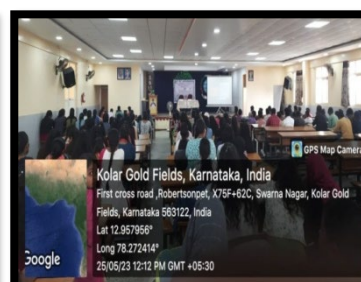 GPS Map Camera
Kolar Gold Fields, Karnataka, India
First cross road ,Robertsonpet, X75F+62C, Swarna Nagar, Kolar Gold
Fields, Karnataka 563122, India
Lat 12.957956°
Long 78.272414°
25/05/23 12:12 PM GMT +05:30
Google